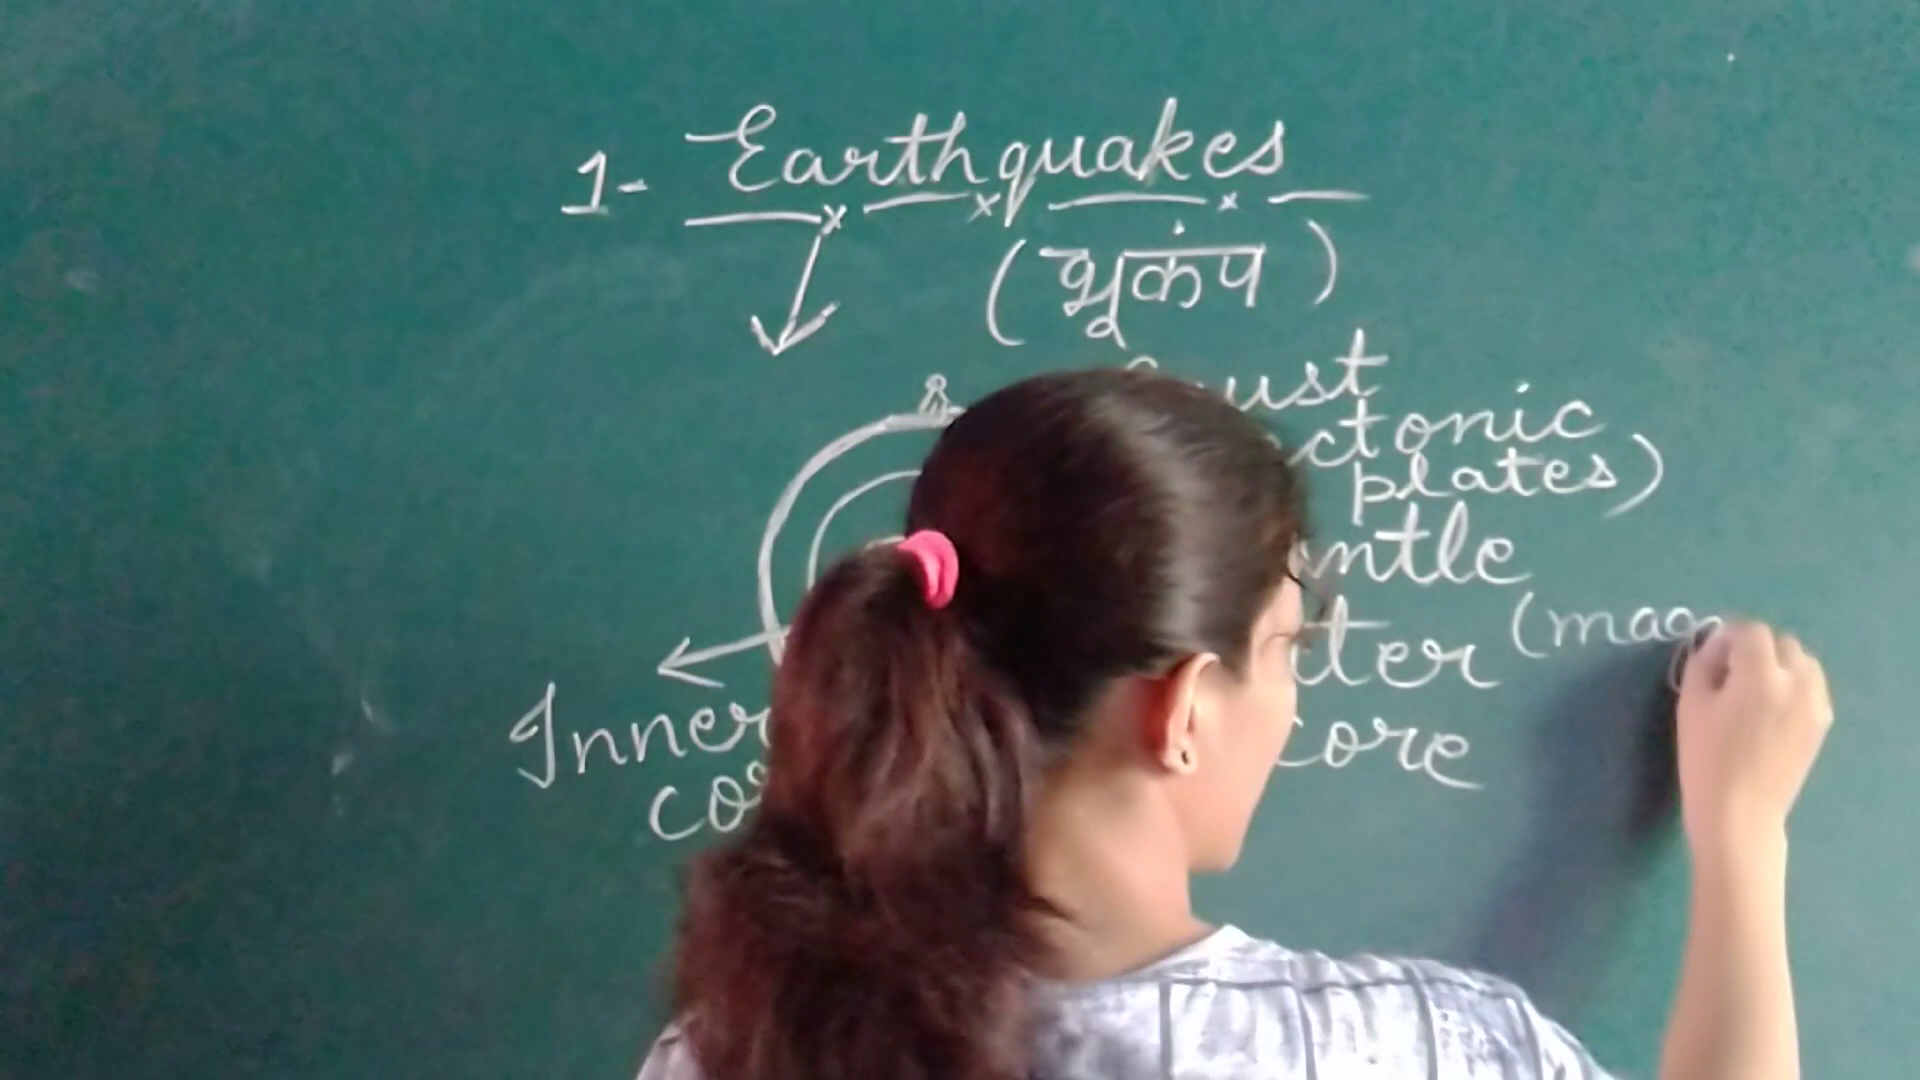 1- Earthquakes
(भूकंप)
ust
ctonic
plates)
ntle
ter (mag
Inner core
co